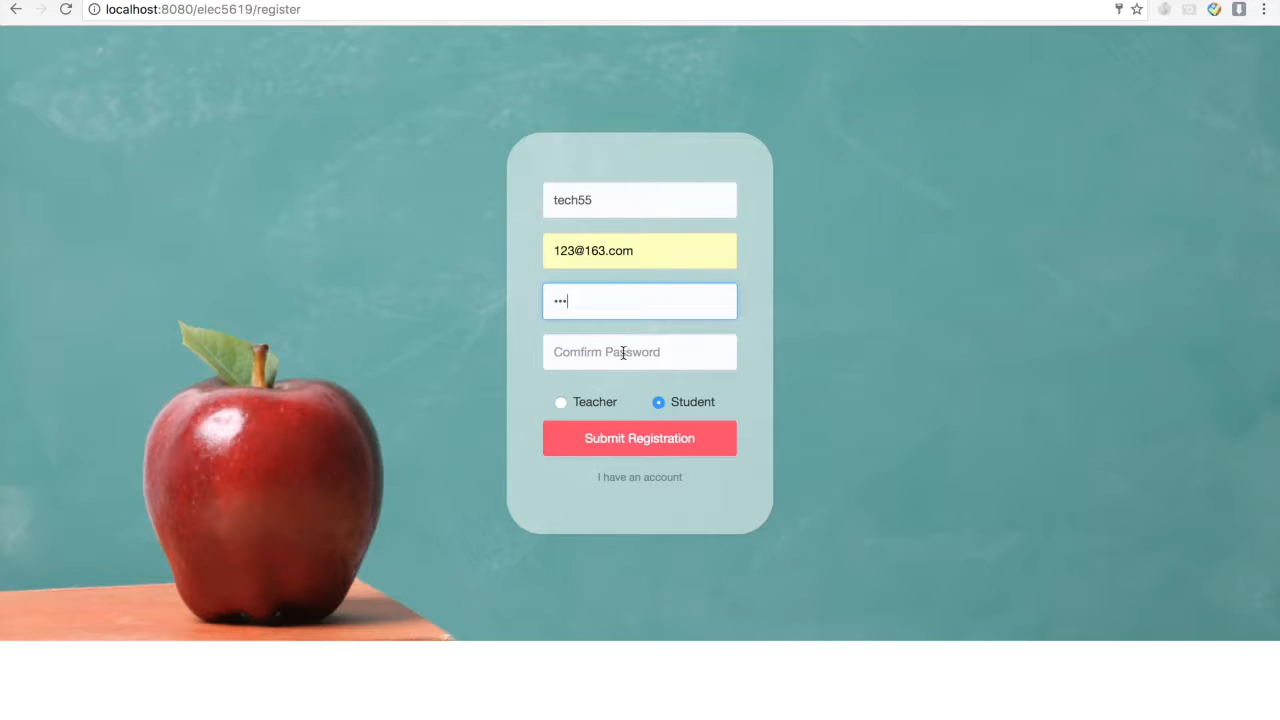 localhost:8080/elec5619/register
tech55
123@163.com
•••
Comfirm Password
Teacher Student
Submit Registration
I have an account